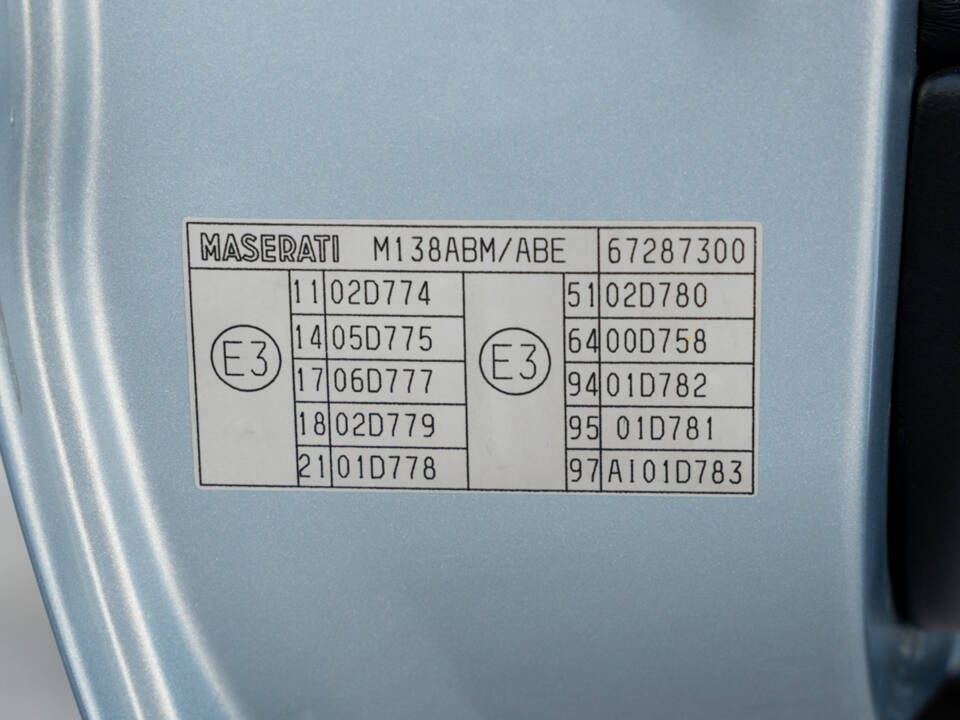 MASERATI M138ABM/ABE 67287300
11 02D774 51 02D780
14 05D775 64 00D758
E3 E3
17 06D777 94 01D782
18 02D779 95 01D781
21 01D778 97 AI01D783